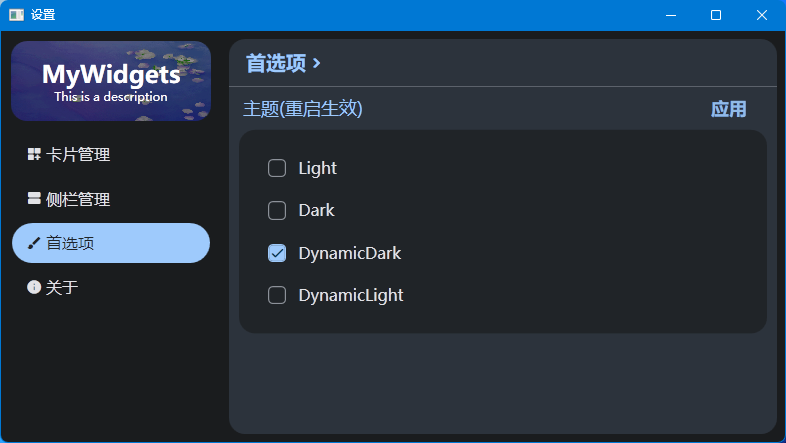 设置
MyWidgets
This is a description
卡片管理
侧栏管理
首选项
关于
首选项
主题(重启生效)
应用
Light
Dark
DynamicDark
DynamicLight